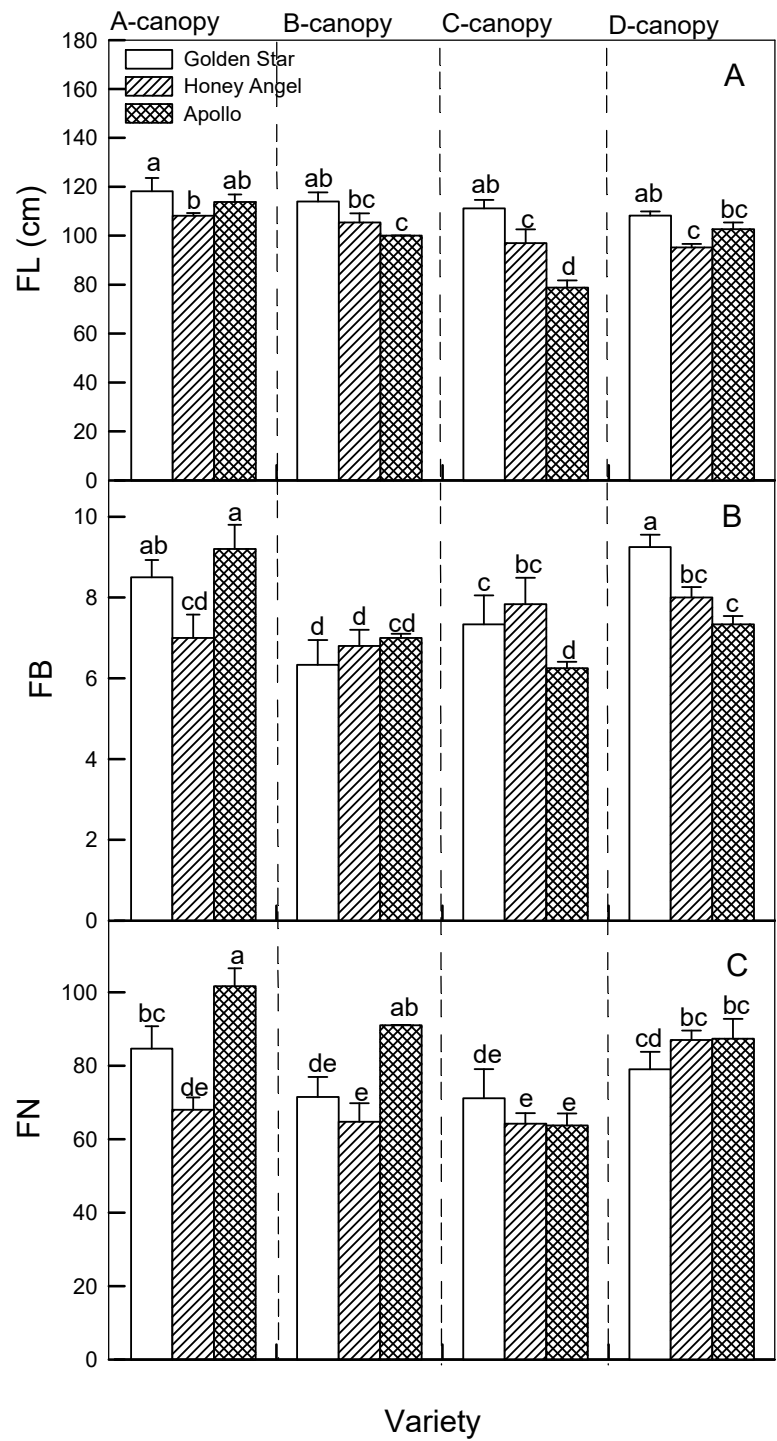 A-canopy B-canopy C-canopy D-canopy
180
Golden Star
A
160
Honey Angel
140
Apollo
120
a b ab ab bc c ab c d ab c bc
100
FL (cm)
80
60
40
20
0
B
10
ab cd a d d cd c bc d a bc c
8
FB
6
4
2
0
C
100
bc de a de e ab de e e cd bc bc
80
FN
60
40
20
0
Variety